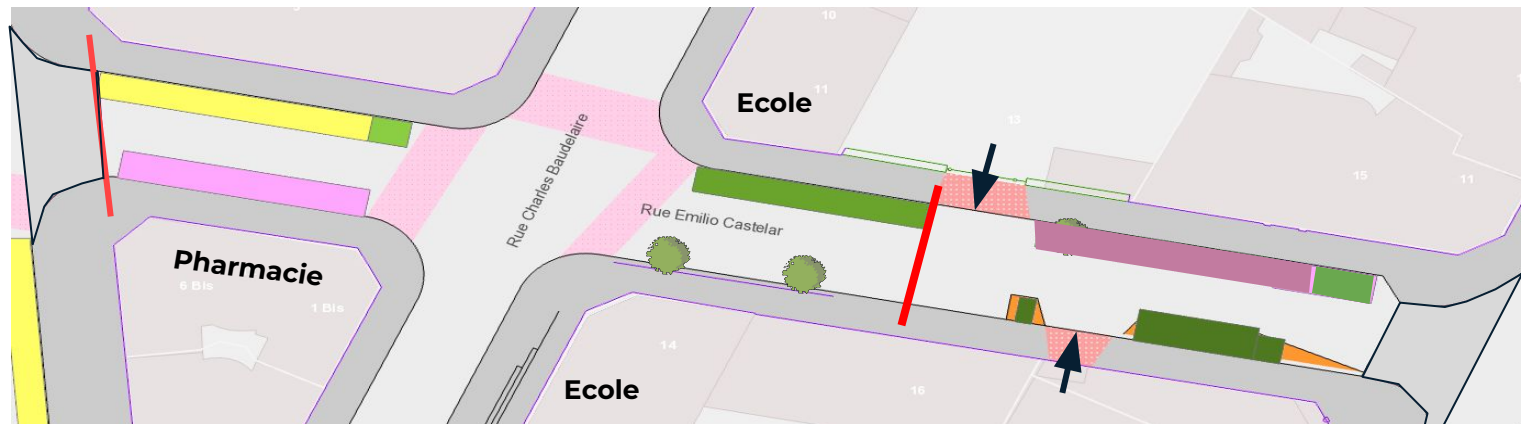 10
11
Ecole
13
15
11
Rue Charles Baudelaire
Rue Emilio Castelar
Pharmacie
6 Bis
1 Bis
14
Ecole
16